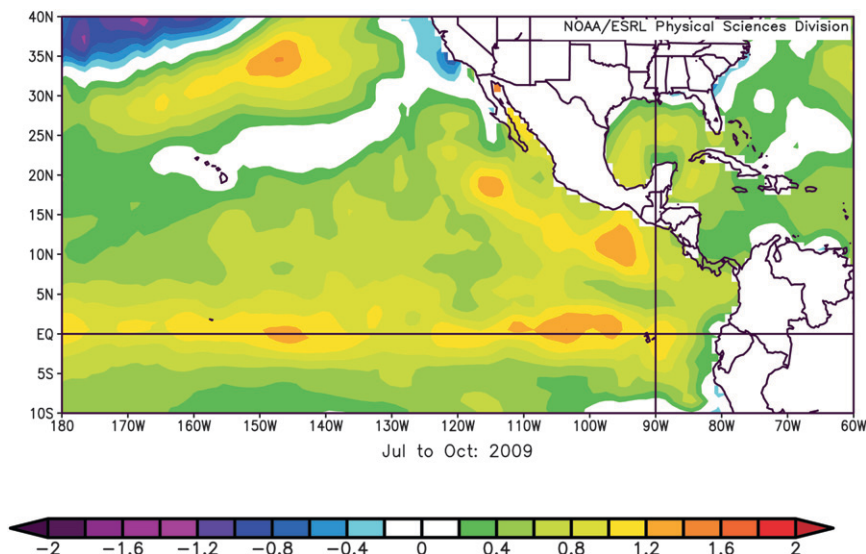 NOAA/ESRL Physical Sciences Division
40N
35N
30N
25N
20N
15N
10N
5N
EQ
5S
10S
180 170W 160W 150W 140W 130W 120W 110W 100W 90W 80W 70W 60W
Jul to Oct: 2009
-2 -1.6 -1.2 -0.8 -0.4 0 0.4 0.8 1.2 1.6 2